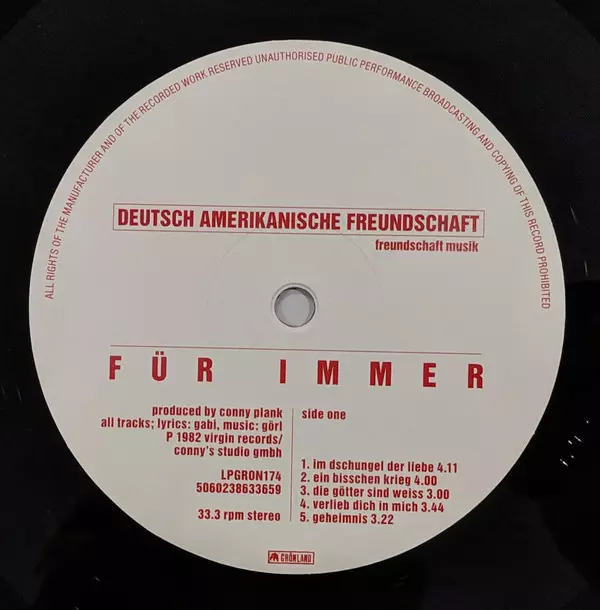 ALL RIGHTS OF THE MANUFACTURER AND OF THE RECORDED WORK RESERVED UNAUTHORISED PUBLIC PERFORMANCE BROADCASTING AND COPYING OF THIS RECORD PROHIBITED
DEUTSCH AMERIKANISCHE FREUNDSCHAFT
freundschaft musik
FÜR IMMER
produced by conny plank
all tracks; lyrics: gabi, music: görl
P 1982 virgin records/
conny's studio gmbh
LPGRON174
5060238633659
33.3 rpm stereo
side one
1. im dschungel der liebe 4.11
2. ein bisschen krieg 4.00
3. die götter sind weiss 3.00
4. verlieb dich in mich 3.44
5. geheimnis 3.22
GRÖNLAND